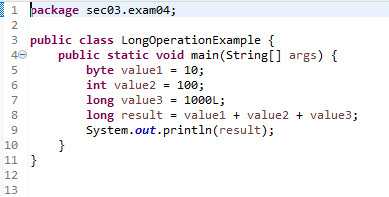 1 package sec03.exam04;
2
3 public class LongOperationExample {
4     public static void main(String[] args) {
5         byte value1 = 10;
6         int value2 = 100;
7         long value3 = 1000L;
8         long result = value1 + value2 + value3;
9         System.out.println(result);
10     }
11 }
12
13